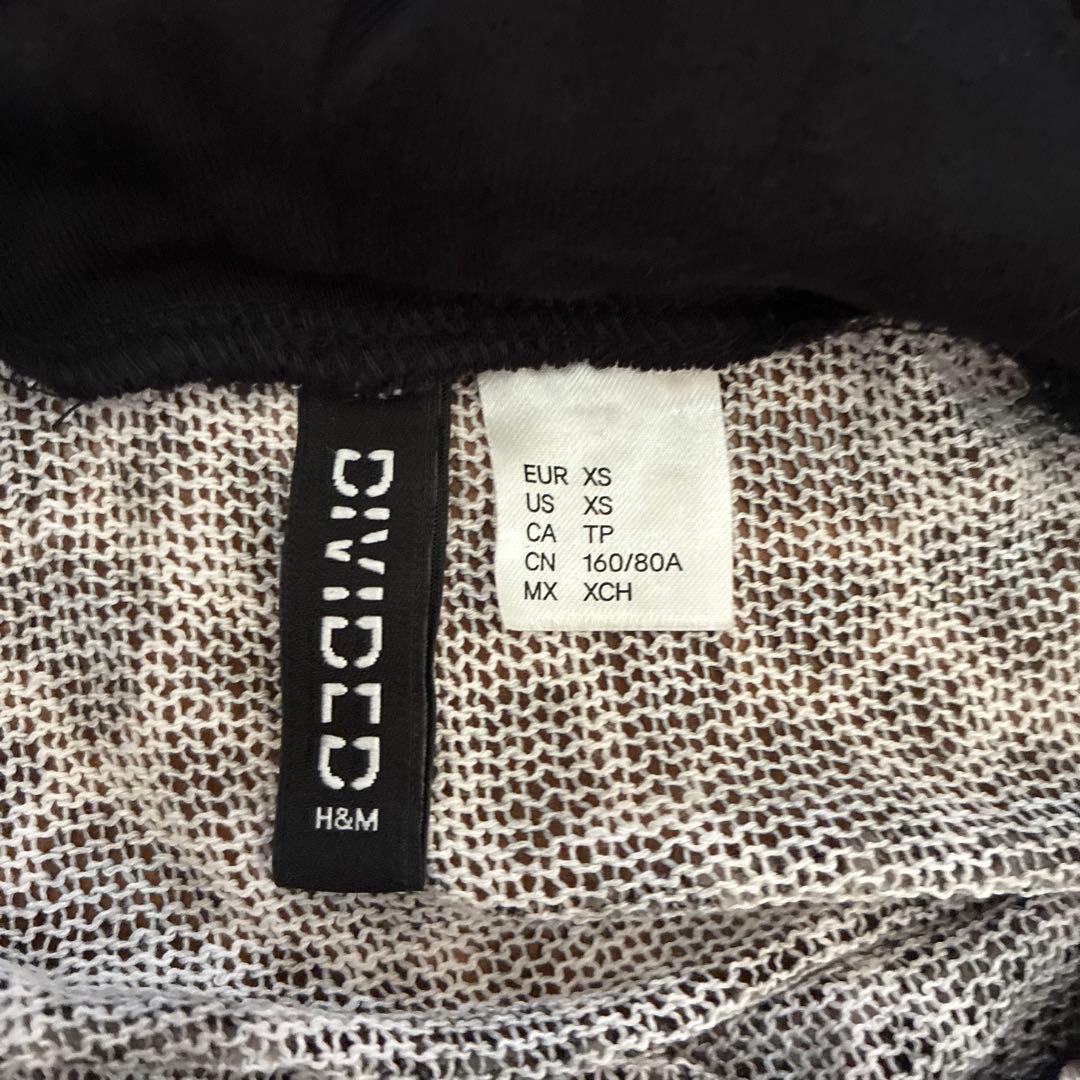 DIVIDED
H&M
EUR XS
US XS
CA TP
CN 160/80A
MX XCH